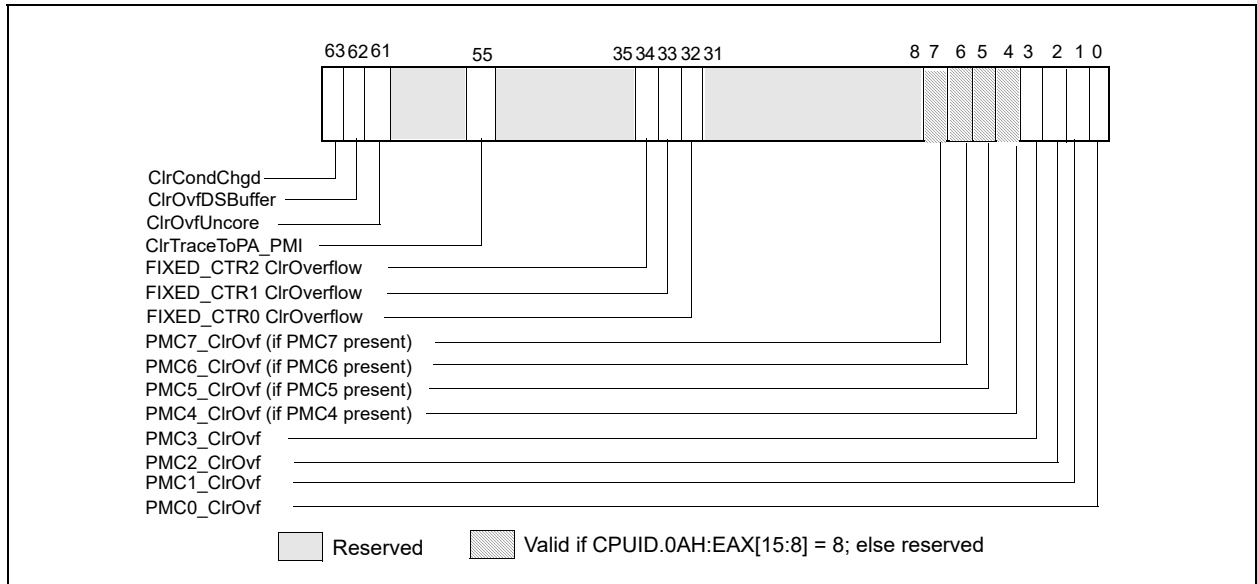 63 62 61 55 35 34 33 32 31 8 7 6 5 4 3 2 1 0
ClrCondChgd
ClrOvfDSBuffer
ClrOvfUncore
ClrTraceToPA_PMI
FIXED_CTR2 ClrOverflow
FIXED_CTR1 ClrOverflow
FIXED_CTR0 ClrOverflow
PMC7_ClrOvf (if PMC7 present)
PMC6_ClrOvf (if PMC6 present)
PMC5_ClrOvf (if PMC5 present)
PMC4_ClrOvf (if PMC4 present)
PMC3_ClrOvf
PMC2_ClrOvf
PMC1_ClrOvf
PMC0_ClrOvf
Reserved Valid if CPUID.0AH:EAX[15:8] = 8; else reserved